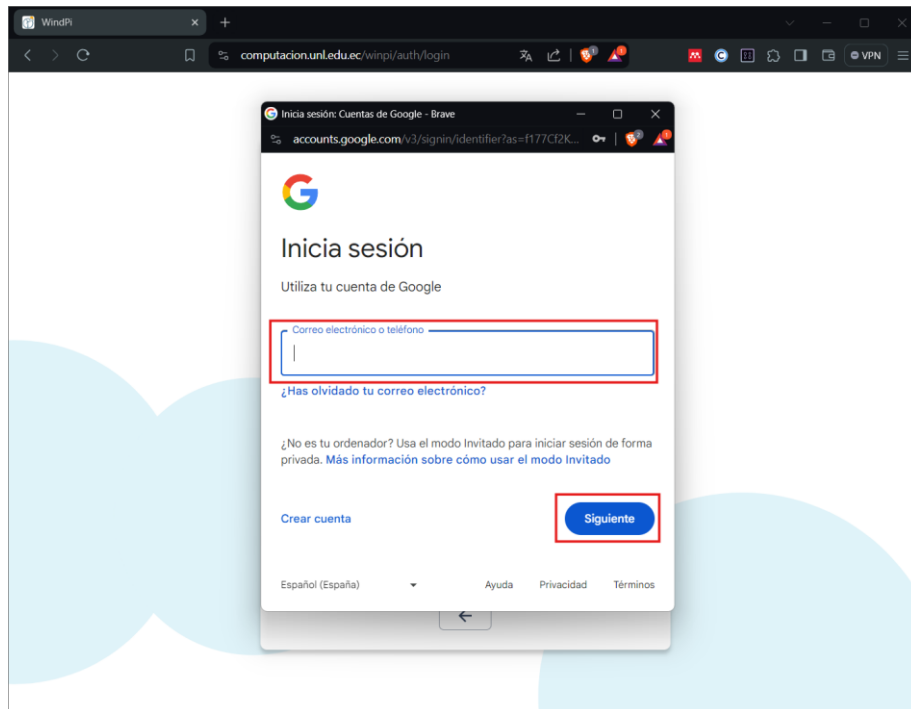 WindPi
computacion.unl.edu.ec/winpi/auth/login
VPN
Inicia sesión: Cuentas de Google - Brave
accounts.google.com/v3/signin/identifier?as=f177Cf2K...
Inicia sesión
Utiliza tu cuenta de Google
Correo electrónico o teléfono
¿Has olvidado tu correo electrónico?
¿No es tu ordenador? Usa el modo Invitado para iniciar sesión de forma
privada. Más información sobre cómo usar el modo Invitado
Crear cuenta
Siguiente
Español (España)
Ayuda
Privacidad
Términos